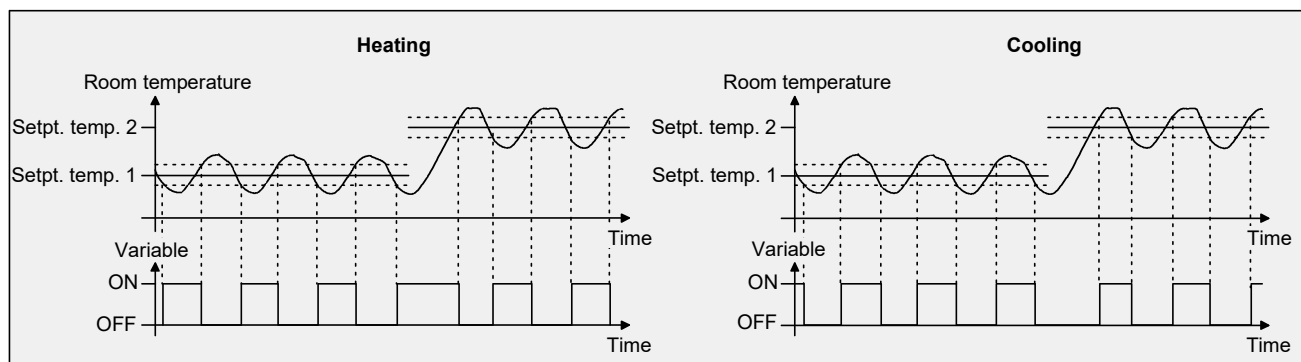 Heating
Room temperature
Setpt. temp. 2
Setpt. temp. 1
Time
Variable
ON
OFF
Time
Cooling
Room temperature
Setpt. temp. 2
Setpt. temp. 1
Time
Variable
ON
OFF
Time